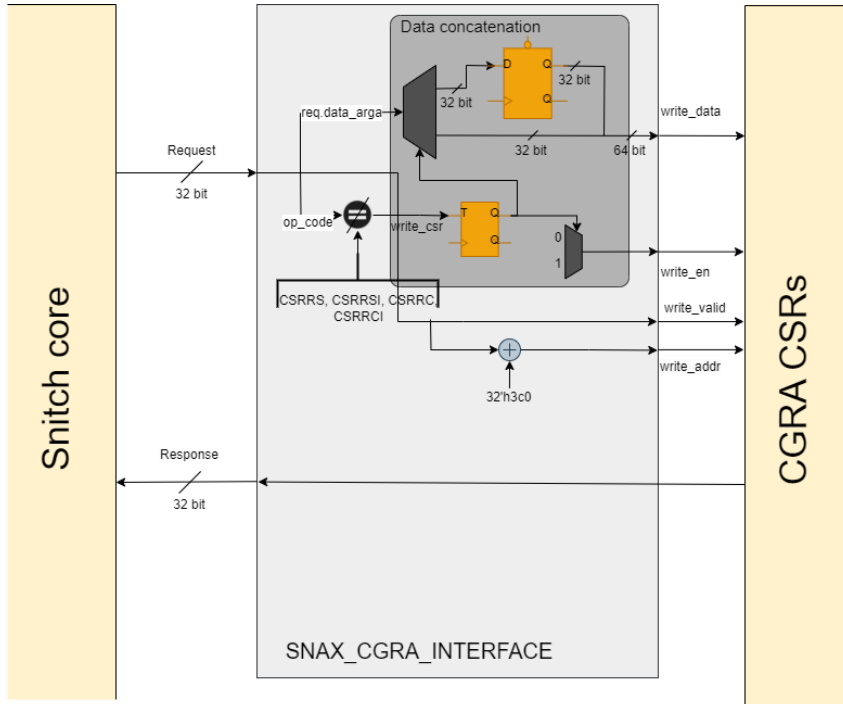 Data concatenation
D
Q
32 bit
32 bit
Q
req.data_arga
write_data
Request
32 bit
64 bit
32 bit
T
Q
op_code
write_csr
Q
0
1
write_en
CSRRS, CSRRSI, CSRRC,
CSRRCI
write_valid
write_addr
32'h3c0
Snitch core
CGRA CSRs
Response
32 bit
SNAX_CGRA_INTERFACE